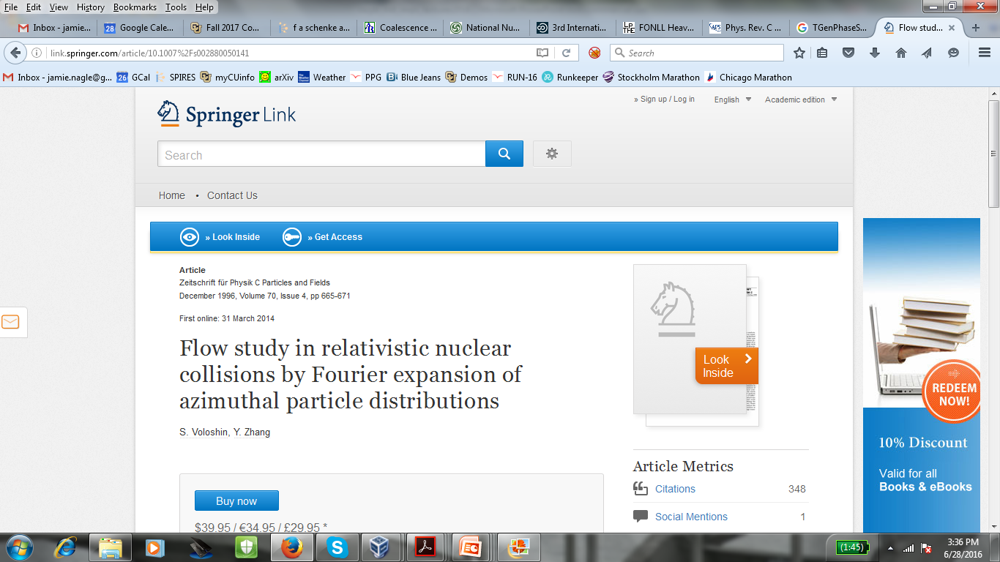 File Edit View History Bookmarks Tools Help
Inbox - jamie... Google Cale... Fall 2017 Co... f a schenke a... Coalescence ... National Nu... 3rd Internati... FONLL Heav... Phys. Rev. C ... TGenPhaseS... Flow stud...
link.springer.com/article/10.1007%2Fs002880050141 Search
Inbox - jamie.nagle@g... GCal SPIRES myCUinfo arXiv Weather PPG Blue Jeans Demos RUN-16 Runkeeper Stockholm Marathon Chicago Marathon
» Sign up / Log in English Academic edition
Springer Link
Search
Home • Contact Us
» Look Inside » Get Access
Article
Zeitschrift für Physik C Particles and Fields
December 1996, Volume 70, Issue 4, pp 665-671
First online: 31 March 2014
Flow study in relativistic nuclear
collisions by Fourier expansion of
azimuthal particle distributions
S. Voloshin, Y. Zhang
Buy now
$39.95 / €34.95 / £29.95 *
Look
Inside
Article Metrics
Citations 348
Social Mentions 1
REDEEM
NOW!
10% Discount
Valid for all
Books & eBooks
(1:45)
3:36 PM
6/28/2016